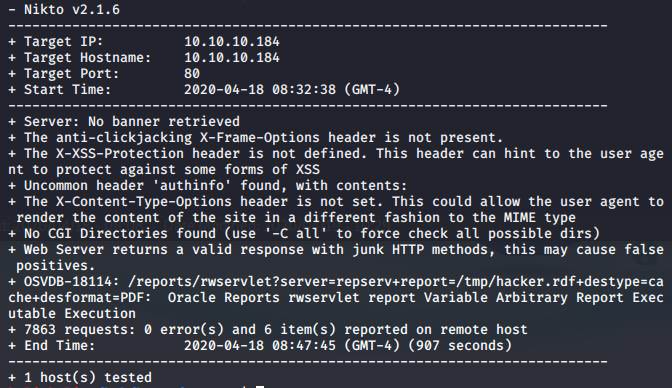 - Nikto v2.1.6
---------------------------------------------------------------------------
+ Target IP:          10.10.10.184
+ Target Hostname:    10.10.10.184
+ Target Port:        80
+ Start Time:         2020-04-18 08:32:38 (GMT-4)
---------------------------------------------------------------------------
+ Server: No banner retrieved
+ The anti-clickjacking X-Frame-Options header is not present.
+ The X-XSS-Protection header is not defined. This header can hint to the user age
nt to protect against some forms of XSS
+ Uncommon header 'authinfo' found, with contents:
+ The X-Content-Type-Options header is not set. This could allow the user agent to
 render the content of the site in a different fashion to the MIME type
+ No CGI Directories found (use '-C all' to force check all possible dirs)
+ Web Server returns a valid response with junk HTTP methods, this may cause false
 positives.
+ OSVDB-18114: /reports/rwservlet?server=repserv+report=/tmp/hacker.rdf+destype=ca
che+desformat=PDF:  Oracle Reports rwservlet report Variable Arbitrary Report Exec
utable Execution
+ 7863 requests: 0 error(s) and 6 item(s) reported on remote host
+ End Time:           2020-04-18 08:47:45 (GMT-4) (907 seconds)
---------------------------------------------------------------------------
+ 1 host(s) tested